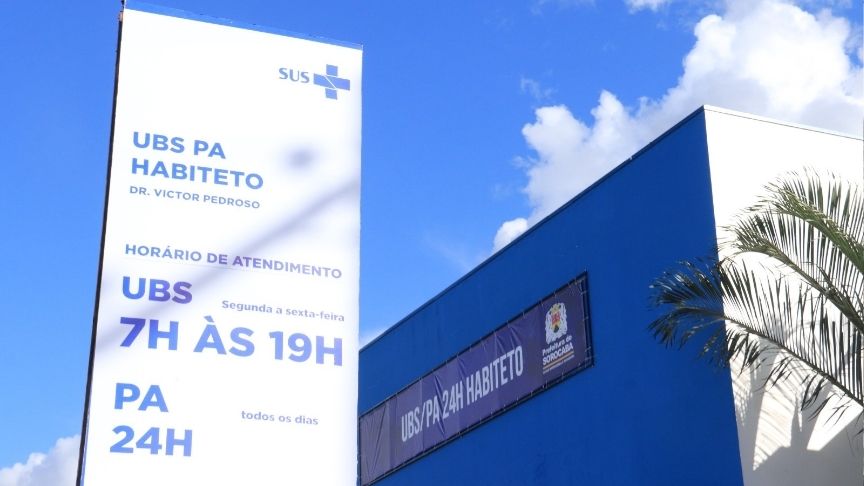 SUS
UBS PA
HABITETO
DR. VICTOR PEDROSO
HORÁRIO DE ATENDIMENTO
UBS Segunda a sexta-feira
7H ÀS 19H
PA todos os dias
24H
UBS/PA 24H HABITETO
Prefeitura de
SOROCABA